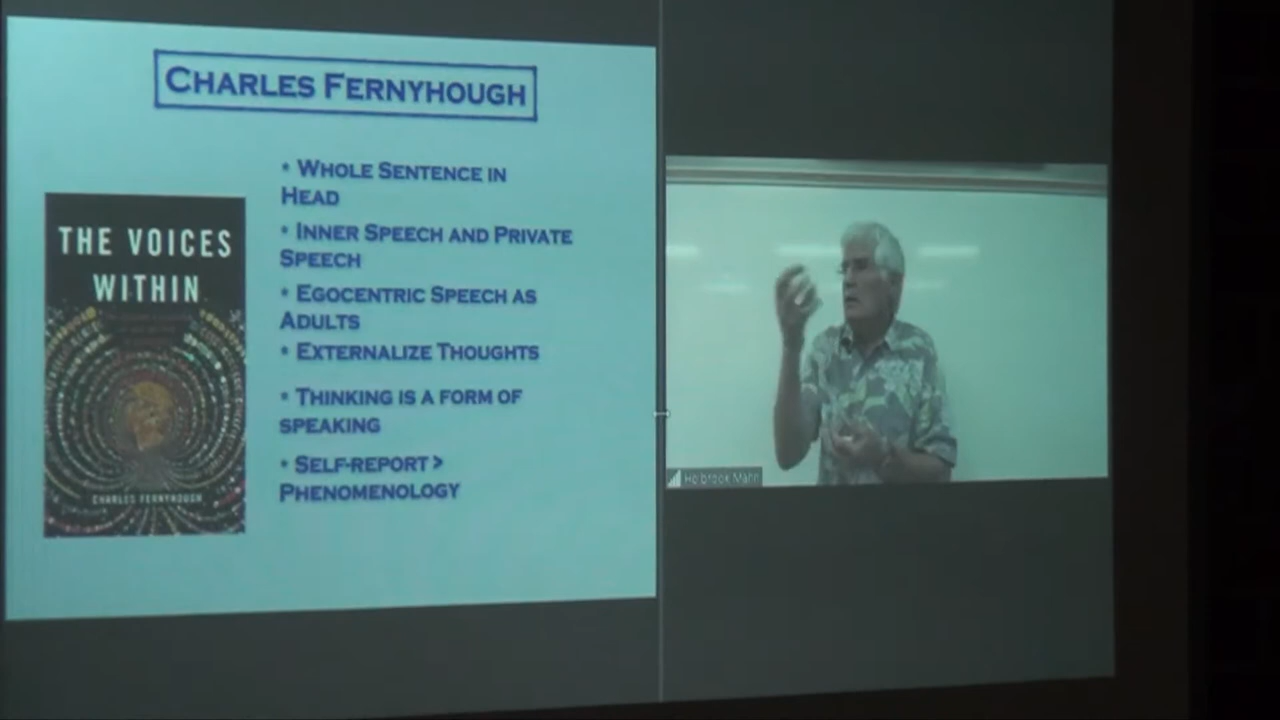 CHARLES FERNYHOUGH
• WHOLE SENTENCE IN
HEAD
• INNER SPEECH AND PRIVATE
SPEECH
• EGOCENTRIC SPEECH AS
ADULTS
• EXTERNALIZE THOUGHTS
• THINKING IS A FORM OF
SPEAKING
• SELF-REPORT >
PHENOMENOLOGY
THE VOICES
WITHIN
CHARLES FERNYHOUGH
Holbrook Mahn